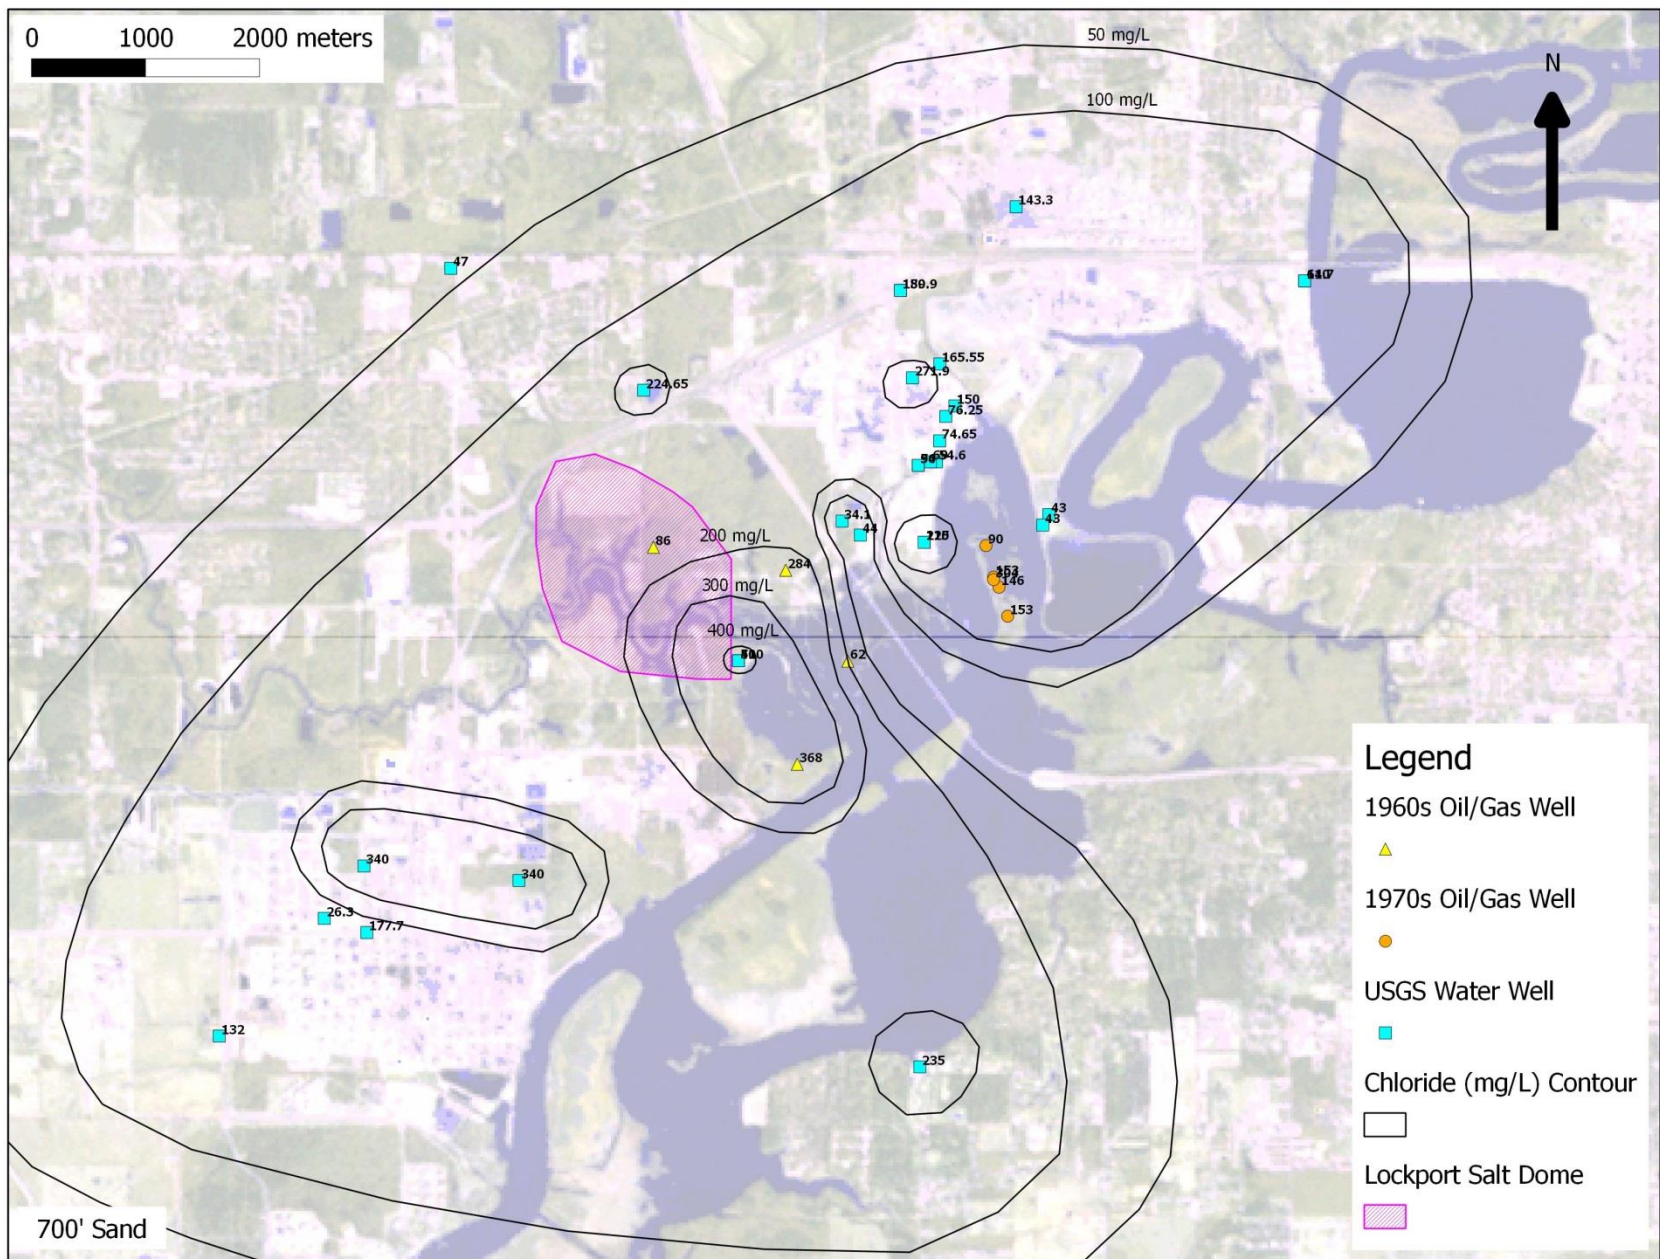 0 1000 2000 meters
50 mg/L
N
100 mg/L
143.3
47
165.55
271.9
224.65
150
76.25
74.65
54.6
43
34.1
43
200 mg/L
44
90
86
284
153
300 mg/L
146
153
400 mg/L
62
368
Legend
1960s Oil/Gas Well
340
340
1970s Oil/Gas Well
26.3
177.7
USGS Water Well
132
235
Chloride (mg/L) Contour
Lockport Salt Dome
700' Sand